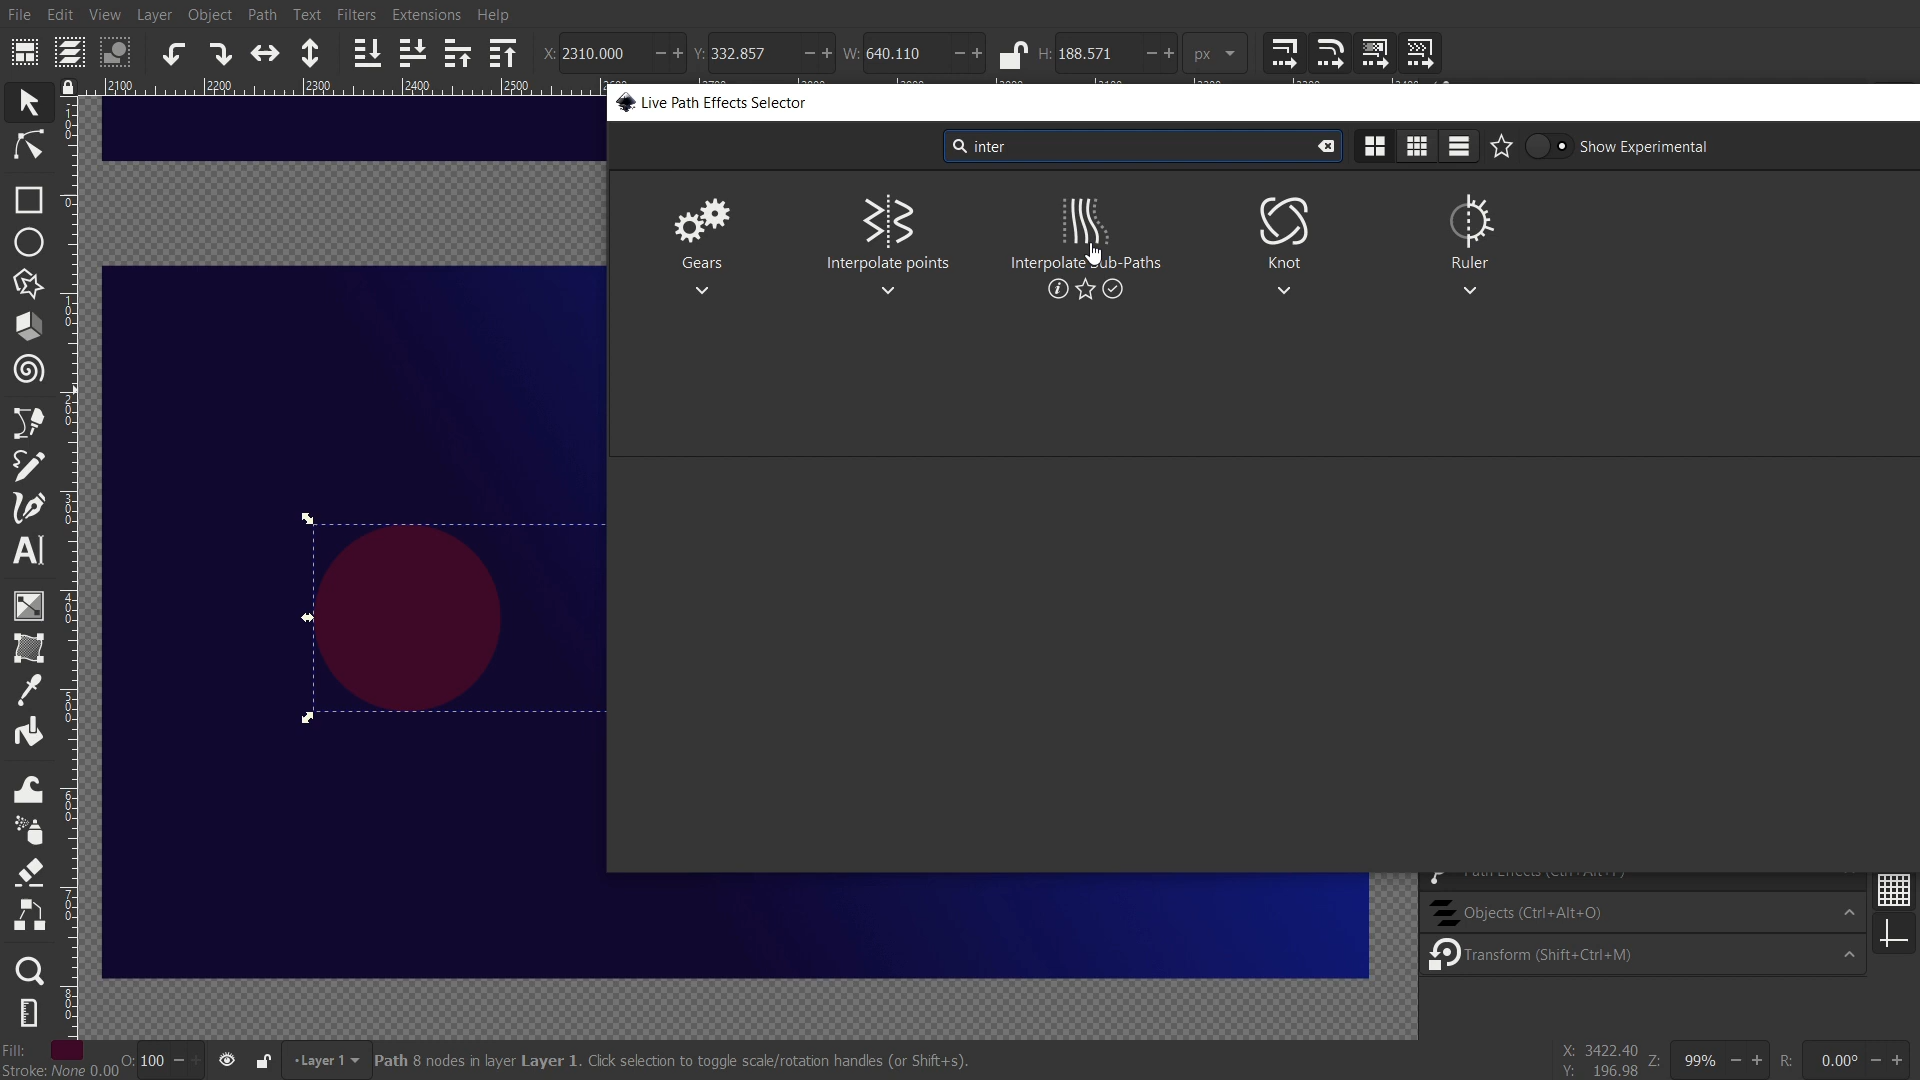 File Edit View Layer Object Path Text Filters Extensions Help
X: 2310.000 Y: 332.857 W: 640.110 H: 188.571 px
2100 2200 2300 2400 2500
Live Path Effects Selector
inter
Show Experimental
Gears Interpolate points Interpolate Sub-Paths Knot Ruler
Objects (Ctrl+Alt+O)
Transform (Shift+Ctrl+M)
Fill: O: 100 Layer 1 Path 8 nodes in layer Layer 1. Click selection to toggle scale/rotation handles (or Shift+s). X: 3422.40 Z: 99% R: 0.00°
Stroke: None 0.00 Y: 196.98